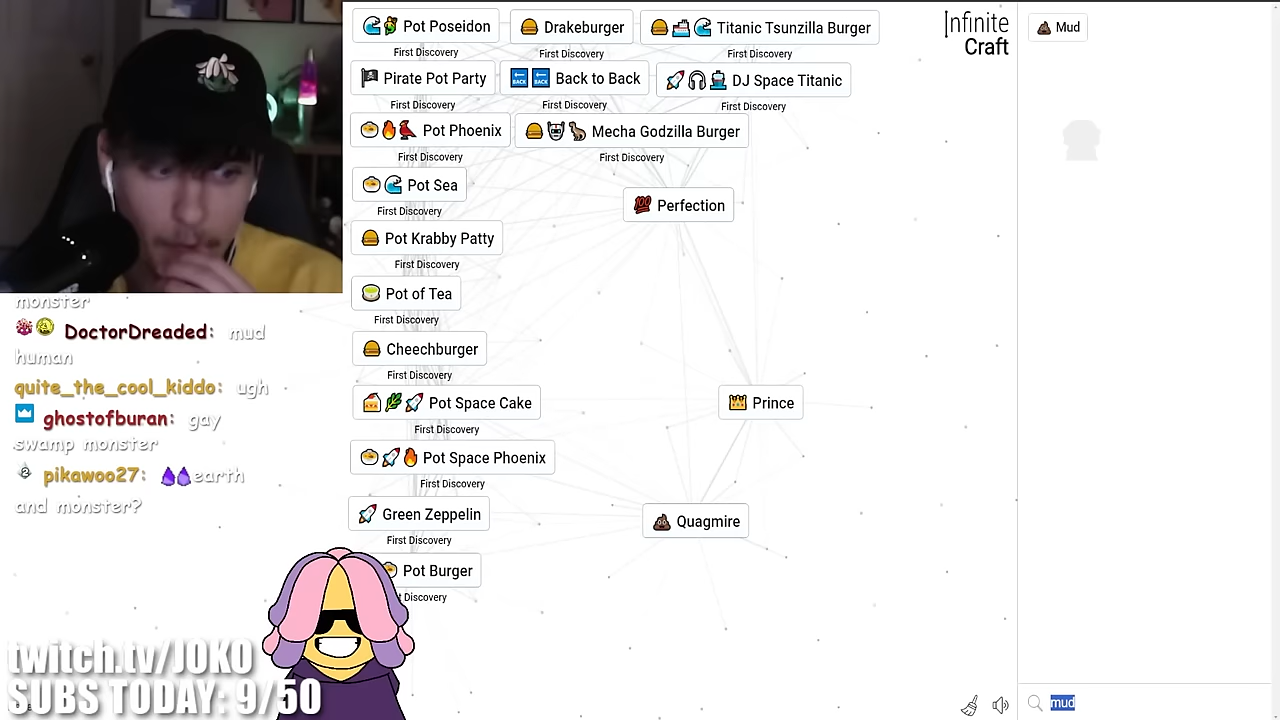 Pot Poseidon
First Discovery
Drakeburger
First Discovery
Titanic Tsunzilla Burger
First Discovery
Infinite
Craft
Mud
Pirate Pot Party
First Discovery
BACK BACK Back to Back
First Discovery
DJ Space Titanic
First Discovery
Pot Phoenix
First Discovery
Mecha Godzilla Burger
First Discovery
Pot Sea
First Discovery
100 Perfection
Pot Krabby Patty
First Discovery
Pot of Tea
First Discovery
Cheechburger
First Discovery
Pot Space Cake
First Discovery
Prince
Pot Space Phoenix
First Discovery
Green Zeppelin
First Discovery
Quagmire
Pot Burger
Discovery
monster
DoctorDreaded: mud
human
quite_the_cool_kiddo: ugh
ghostofburan: gay
swamp monster
pikawoo27: earth
and monster?
twitch.tv/JOKO
SUBS TODAY: 9/50
mud